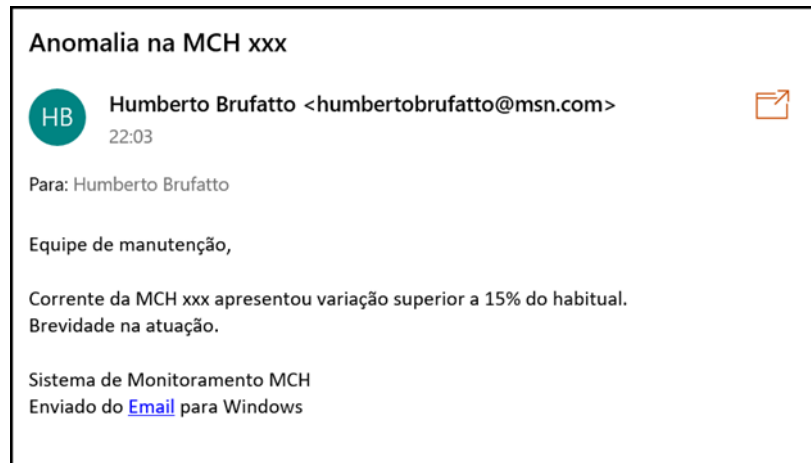 Anomalia na MCH xxx
HB
Humberto Brufatto <humbertobrufatto@msn.com>
22:03
Para: Humberto Brufatto
Equipe de manutenção,
Corrente da MCH xxx apresentou variação superior a 15% do habitual.
Brevidade na atuação.
Sistema de Monitoramento MCH
Enviado do Email para Windows